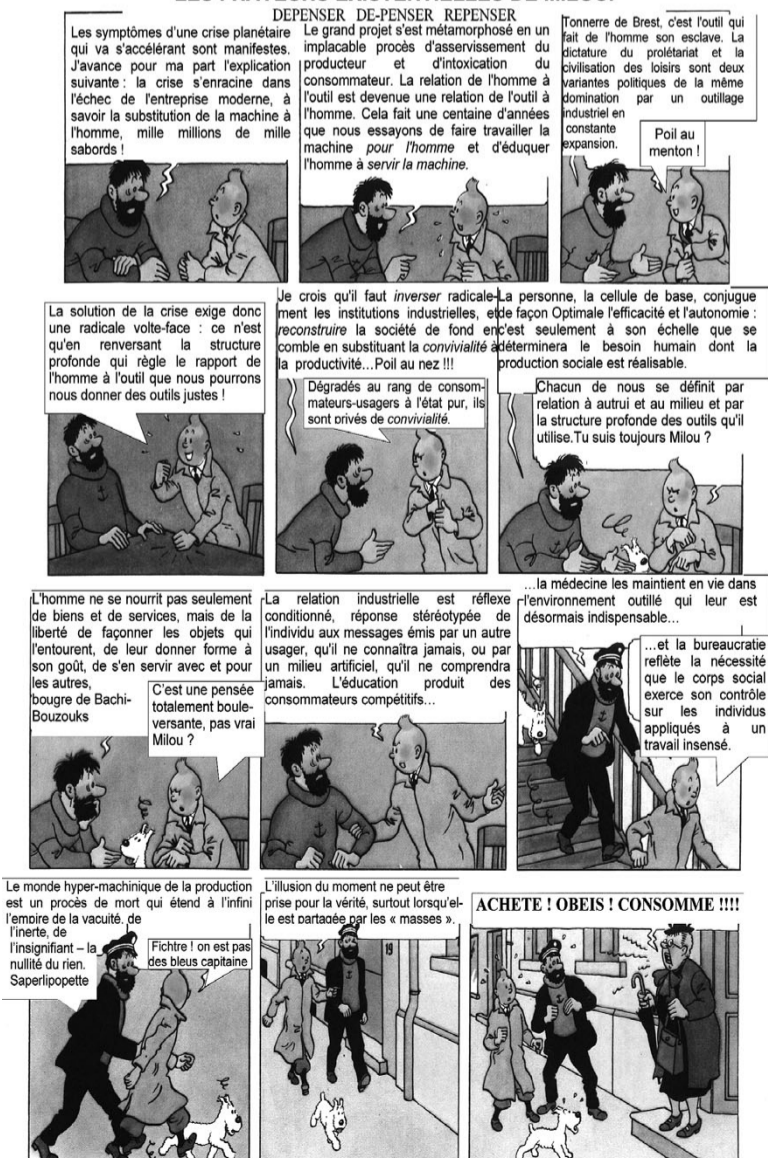 DEPENSER DE-PENSER REPENSER
Les symptômes d'une crise planétaire
qui va s'accélérant sont manifestes.
J'avance pour ma part l'explication
suivante : la crise s'enracine dans
l'échec de l'entreprise moderne, à
savoir la substitution de la machine à
l'homme, mille millions de mille
sabords !
Le grand projet s'est métamorphosé en un
implacable procès d'asservissement du
producteur et d'intoxication du
consommateur. La relation de l'homme à
l'outil est devenue une relation de l'outil à
l'homme. Cela fait une centaine d'années
que nous essayons de faire travailler la
machine pour l'homme et d'éduquer
l'homme à servir la machine.
Tonnerre de Brest, c'est l'outil qui
fait de l'homme son esclave. La
dictature du prolétariat et la
civilisation des loisirs sont deux
variantes politiques de la même
domination par un outillage
industriel en
constante
expansion.
Poil au
menton !
La solution de la crise exige donc
une radicale volte-face : ce n'est
qu'en renversant la structure
profonde qui règle le rapport de
l'homme à l'outil que nous pourrons
nous donner des outils justes !
Je crois qu'il faut inverser radicale-
ment les institutions industrielles, et
reconstruire la société de fond en
comble en substituant la convivialité à
la productivité...Poil au nez !!!
Dégradés au rang de consom-
mateurs-usagers à l'état pur, ils
sont privés de convivialité.
La personne, la cellule de base, conjugue
de façon Optimale l'efficacité et l'autonomie :
c'est seulement à son échelle que se
déterminera le besoin humain dont la
production sociale est réalisable.
Chacun de nous se définit par
relation à autrui et au milieu et par
la structure profonde des outils qu'il
utilise.Tu suis toujours Milou ?
L'homme ne se nourrit pas seulement
de biens et de services, mais de la
liberté de façonner les objets qui
l'entourent, de leur donner forme à
son goût, de s'en servir avec et pour
les autres,
bougre de Bachi-
Bouzouks
C'est une pensée
totalement boule-
versante, pas vrai
Milou ?
La relation industrielle est réflexe
conditionné, réponse stéréotypée de
l'individu aux messages émis par un autre
usager, qu'il ne connaîtra jamais, ou par
un milieu artificiel, qu'il ne comprendra
jamais. L'éducation produit des
consommateurs compétitifs...
...la médecine les maintient en vie dans
l'environnement outillé qui leur est
désormais indispensable...
...et la bureaucratie
reflète la nécessité
que le corps social
exerce son contrôle
sur les individus
appliqués à un
travail insensé.
Le monde hyper-machinique de la production
est un procès de mort qui étend à l'infini
l'empire de la vacuité, de
l'inerte, de
l'insignifiant – la
nullité du rien.
Saperlipopette
Fichtre ! on est pas
des bleus capitaine
L'illusion du moment ne peut être
prise pour la vérité, surtout lorsqu'el-
le est partagée par les « masses ».
19
ACHETE ! OBEIS ! CONSOMME !!!!